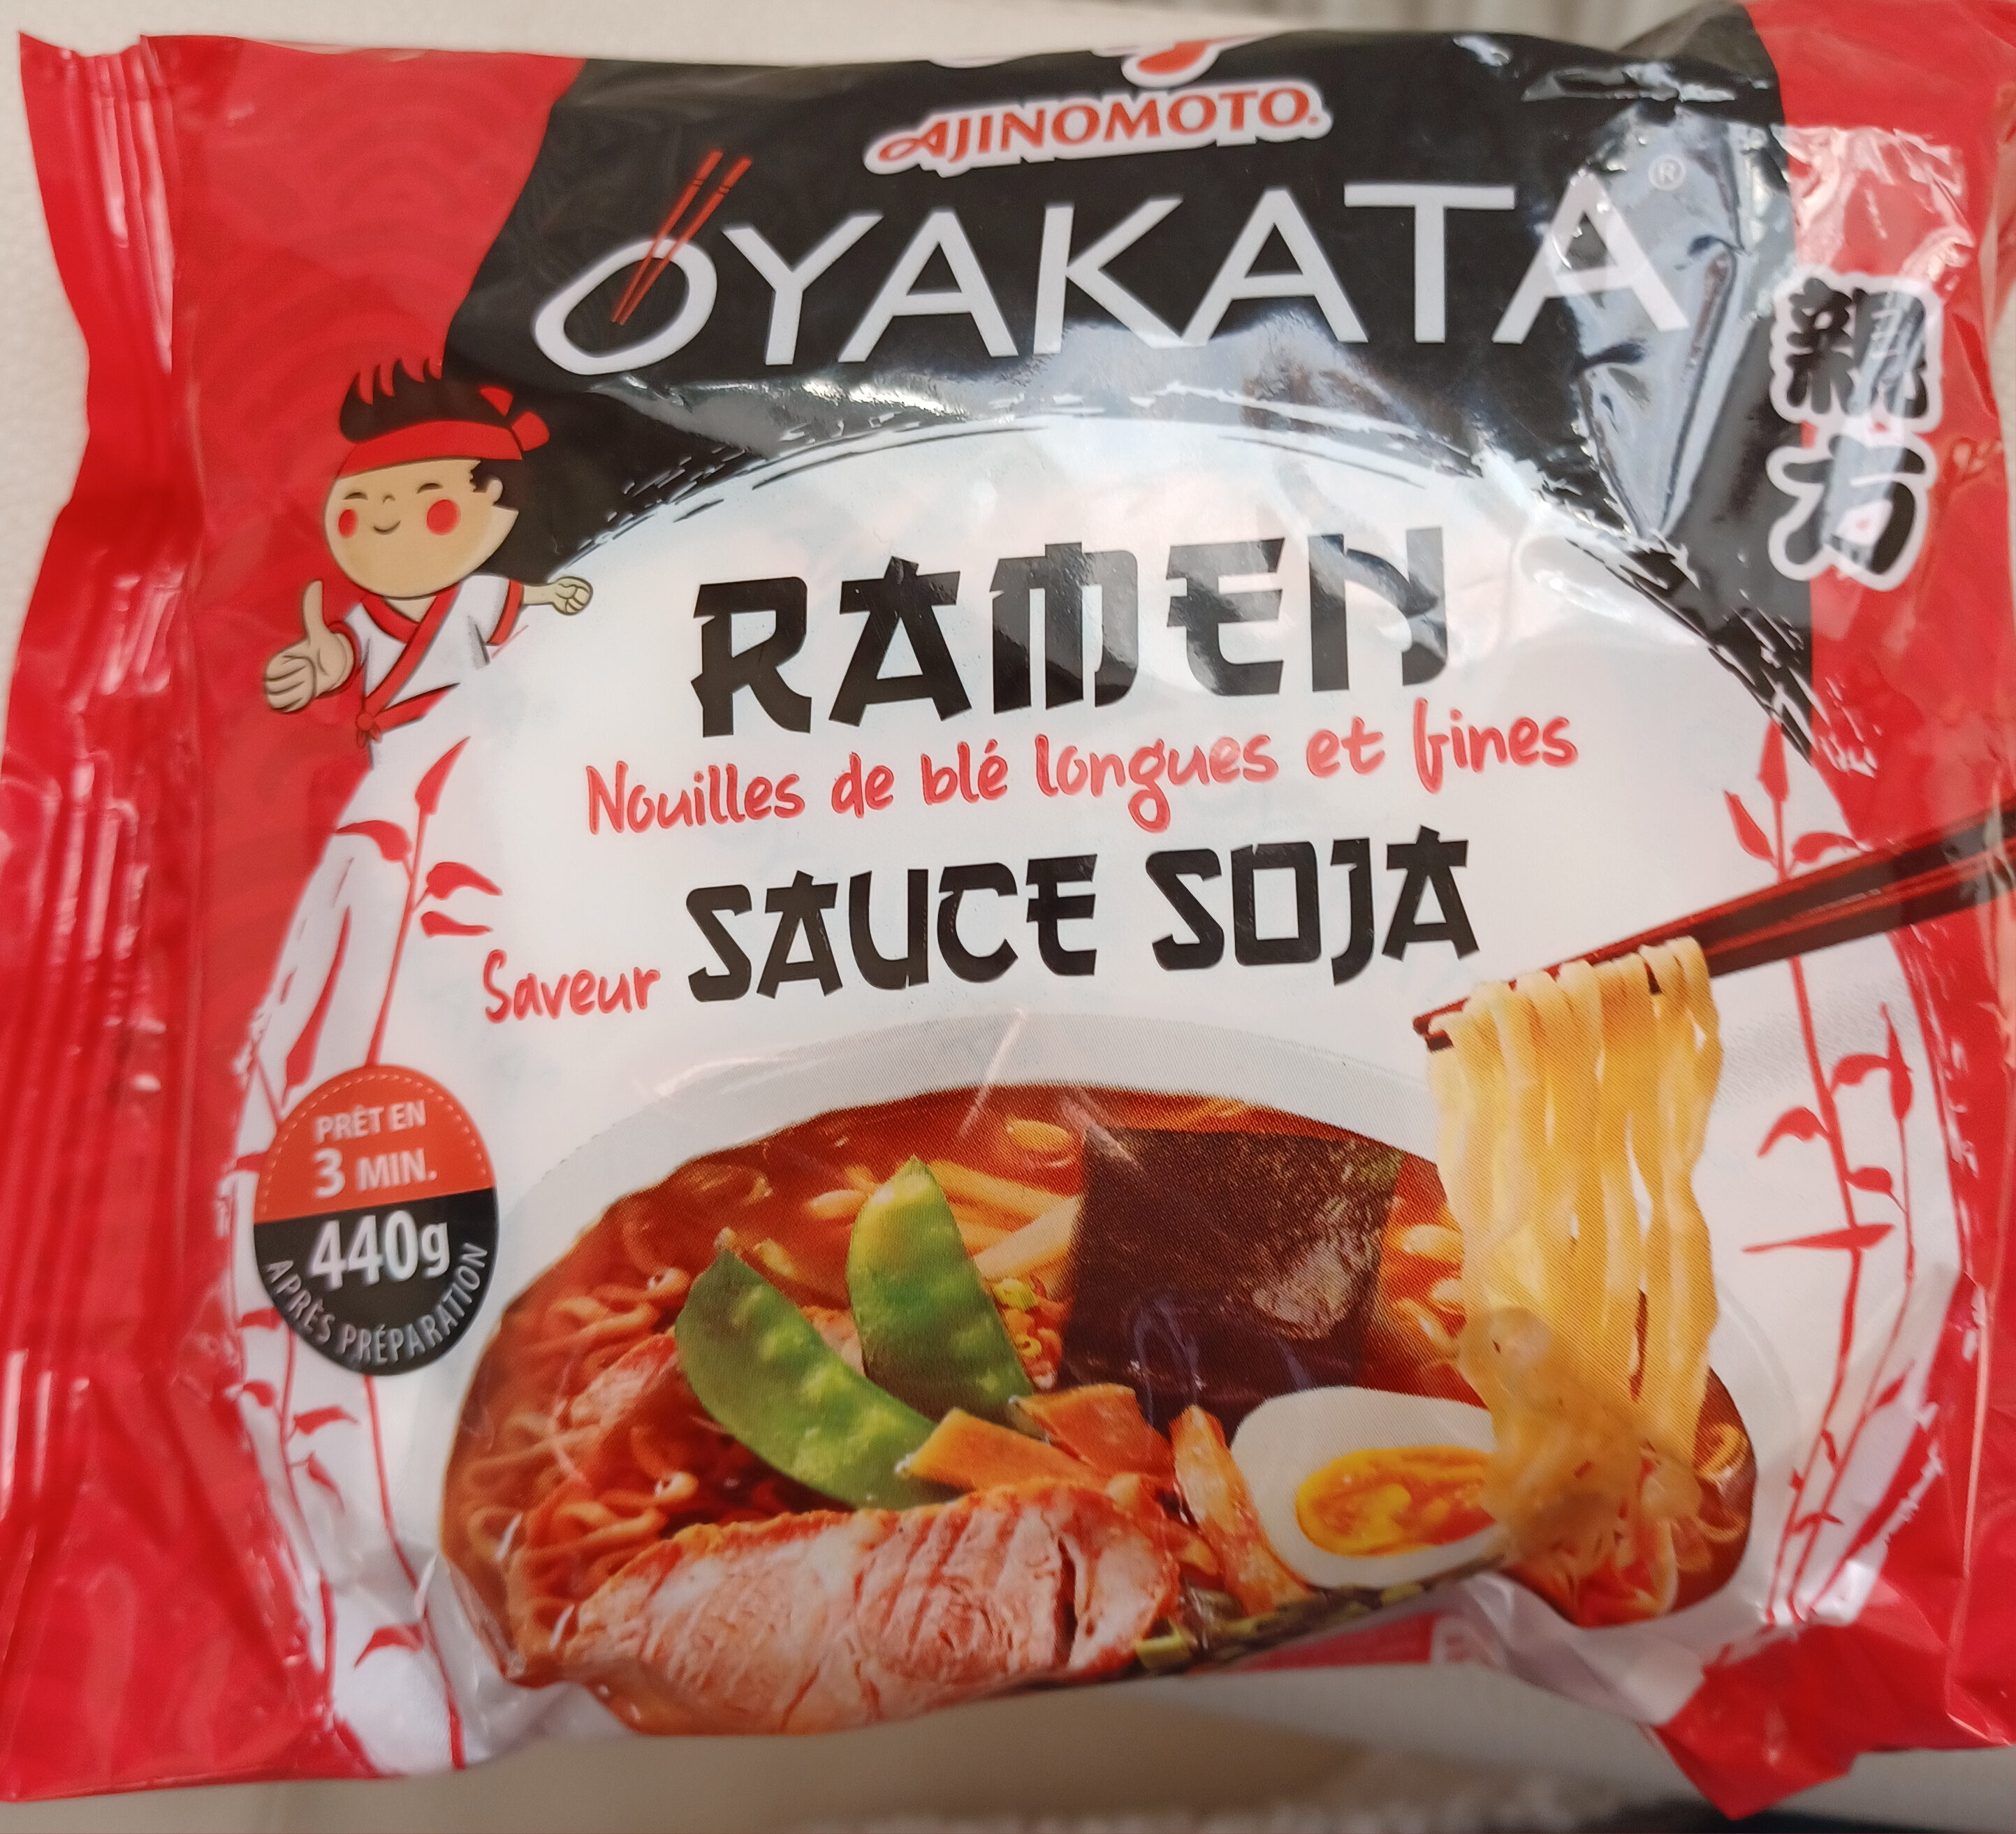 AJINOMOTO.
OYAKATA®
親方
RAMEN
Nouilles de blé longues et fines
Saveur SAUCE SOJA
PRÊT EN
3 MIN.
440g
APRÈS PRÉPARATION